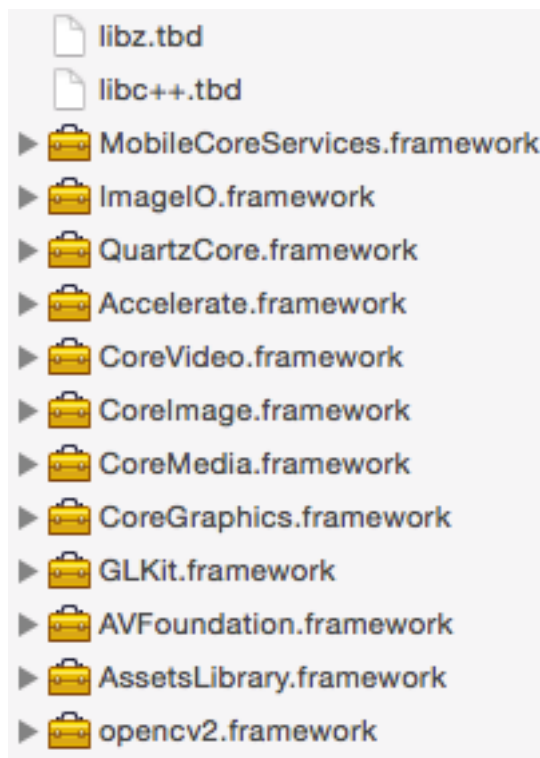 libz.tbd
libc++.tbd
MobileCoreServices.framework
ImageIO.framework
QuartzCore.framework
Accelerate.framework
CoreVideo.framework
CoreImage.framework
CoreMedia.framework
CoreGraphics.framework
GLKit.framework
AVFoundation.framework
AssetsLibrary.framework
opencv2.framework